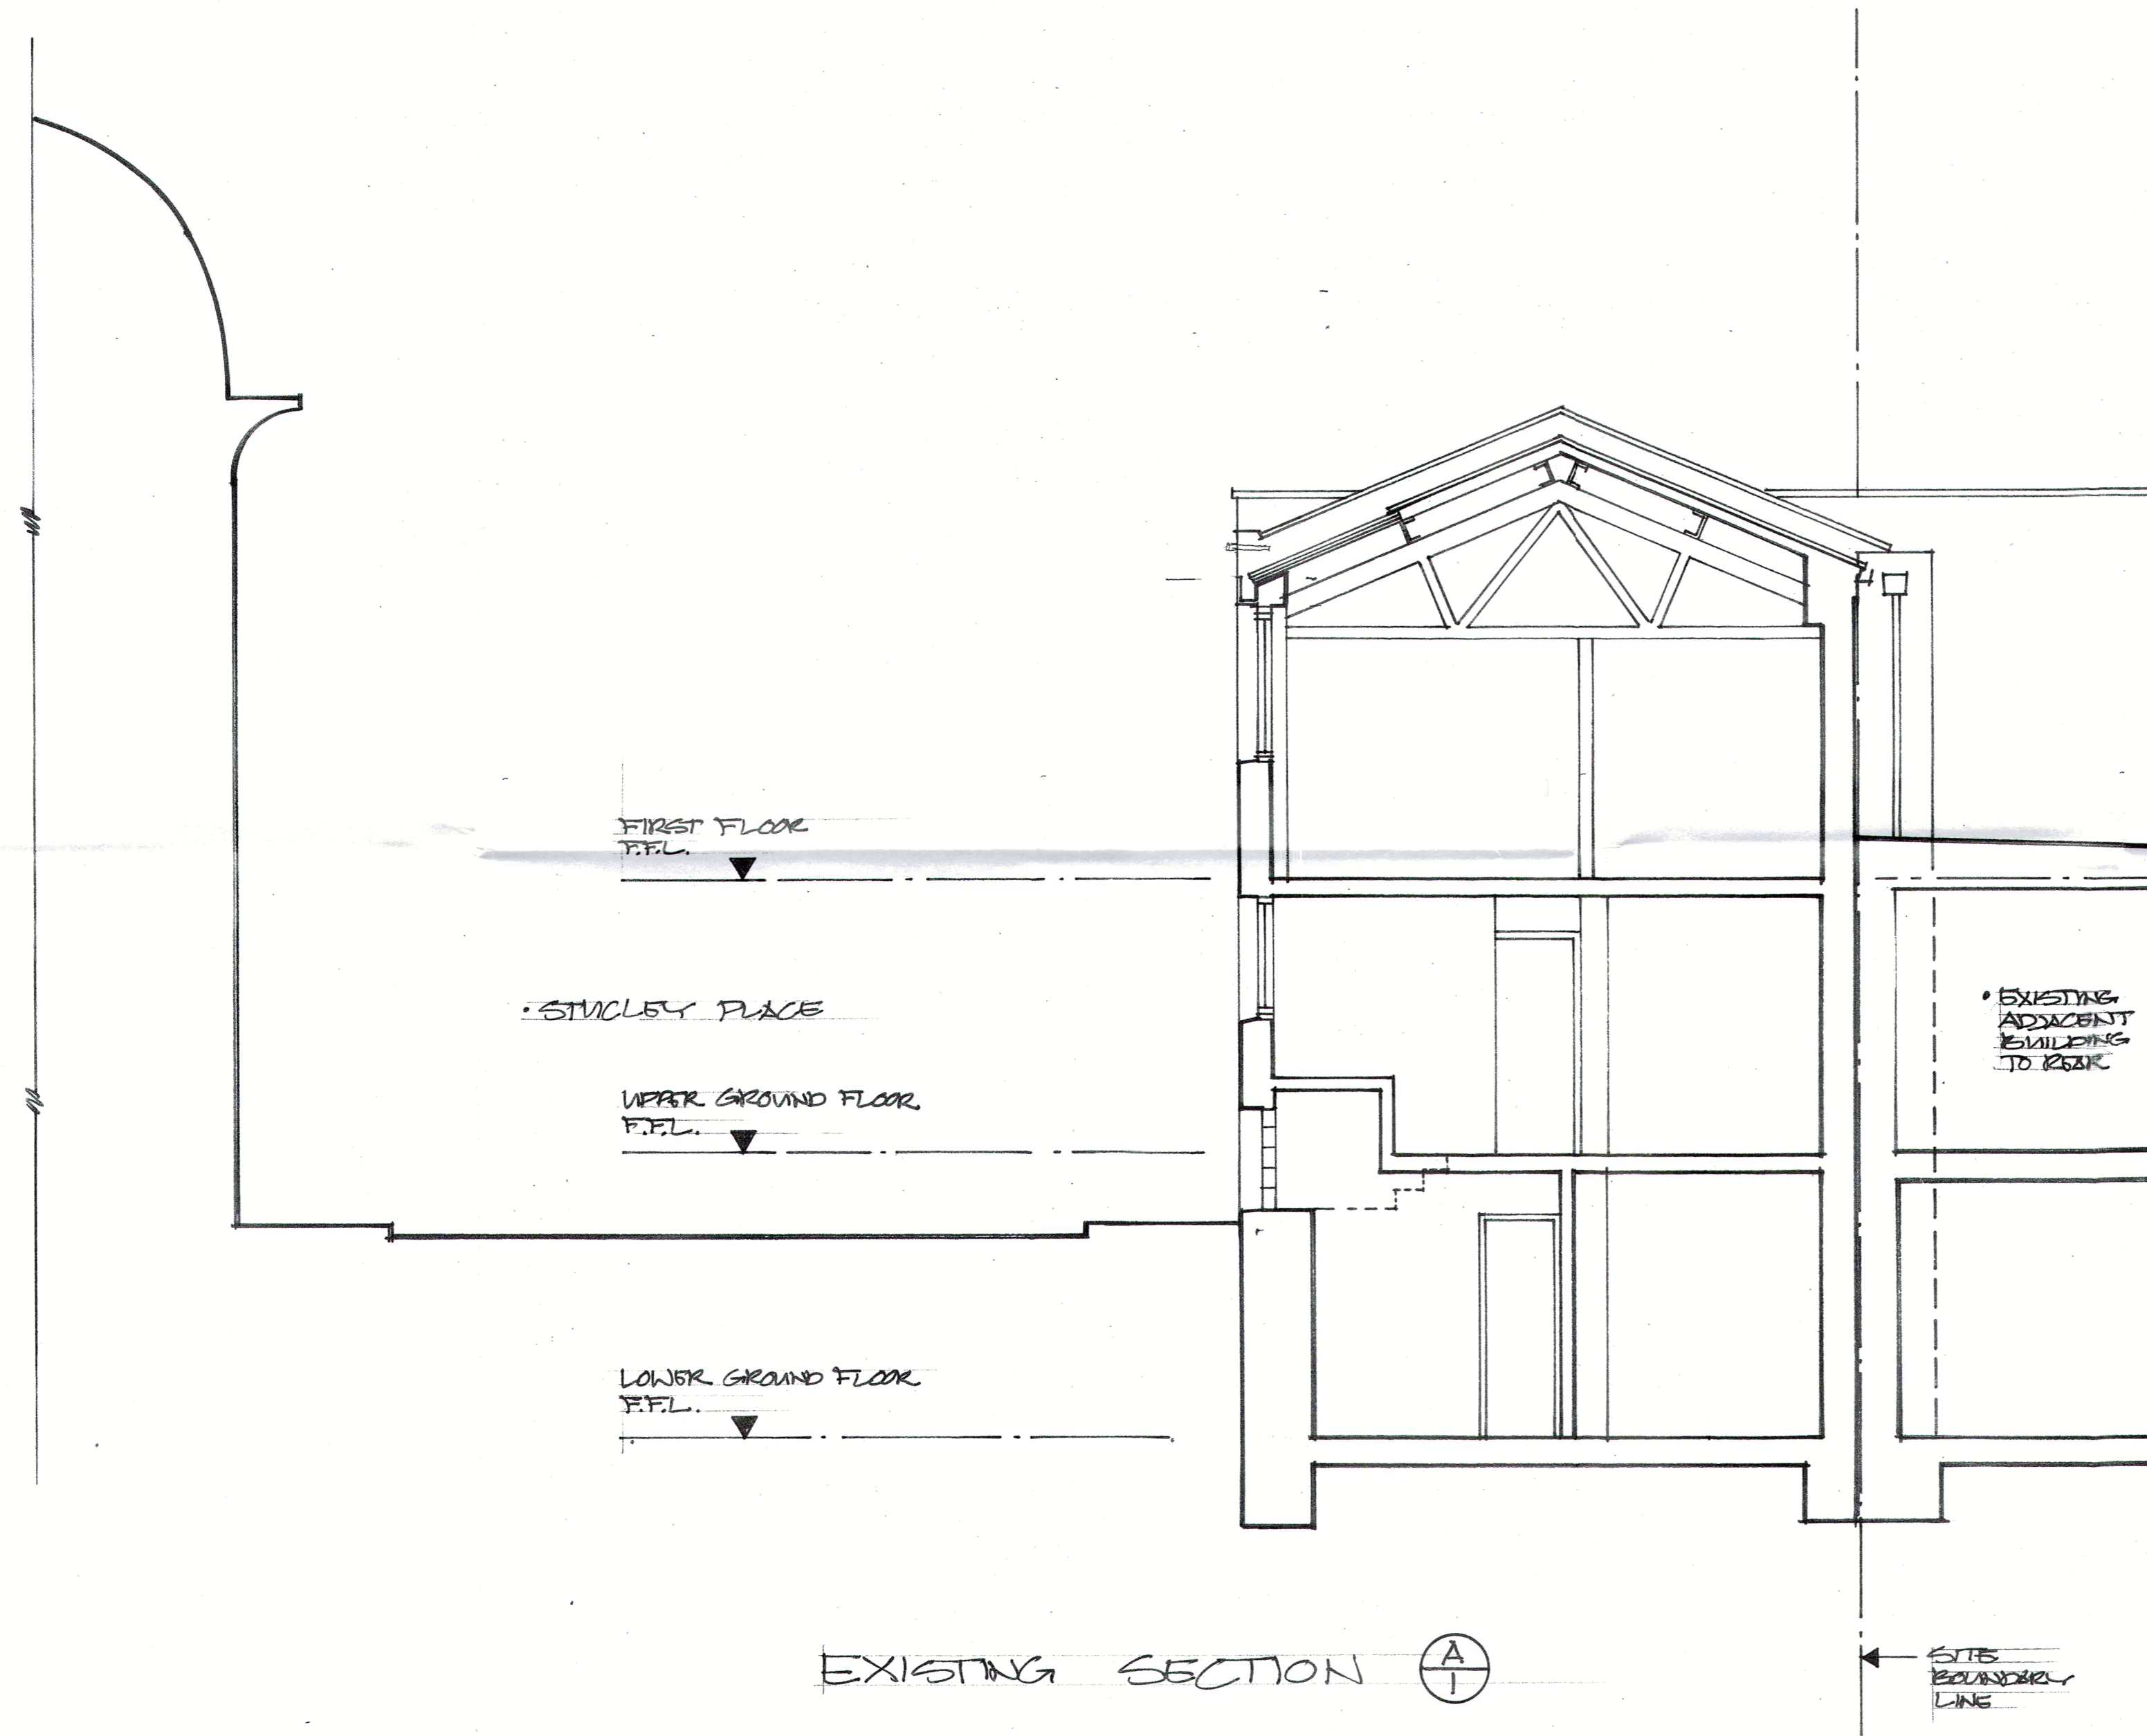 FIRST FLOOR
F.F.L.
• STUCLEY PLACE
• EXISTING
ADJACENT
BUILDING
TO REAR
UPPER GROUND FLOOR
F.F.L.
LOWER GROUND FLOOR
F.F.L.
EXISTING SECTION
A
1
SITE
BOUNDARY
LINE